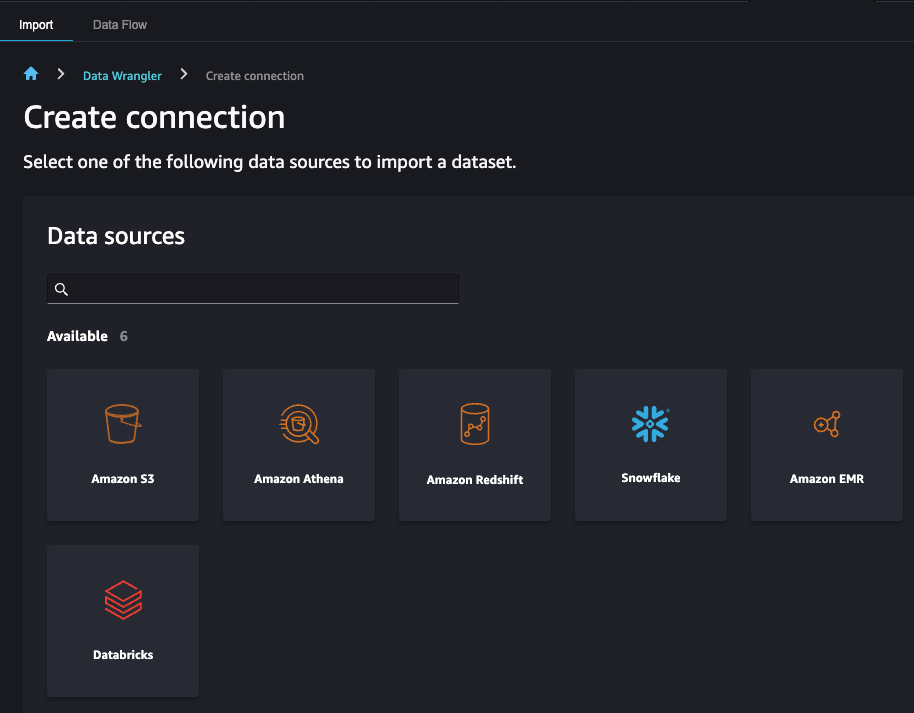 Import Data Flow
Data Wrangler Create connection
Create connection
Select one of the following data sources to import a dataset.
Data sources
Available 6
Amazon S3 Amazon Athena Amazon Redshift Snowflake Amazon EMR
Databricks